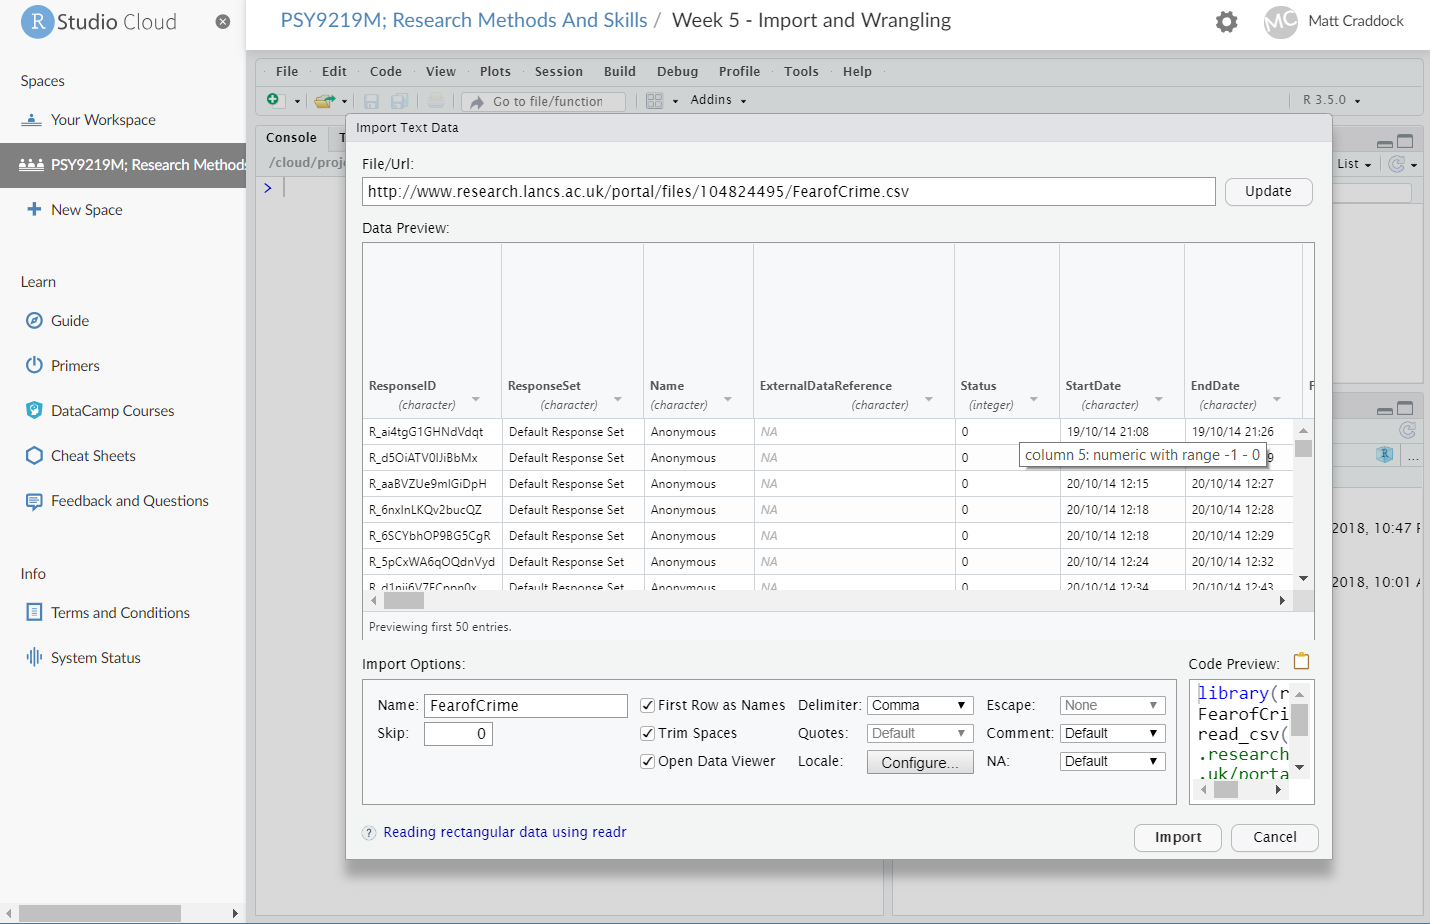 R Studio Cloud
PSY9219M; Research Methods And Skills / Week 5 - Import and Wrangling
MC Matt Craddock
Spaces
Your Workspace
PSY9219M; Research Methods
New Space
Learn
Guide
Primers
DataCamp Courses
Cheat Sheets
Feedback and Questions
Info
Terms and Conditions
System Status
File Edit Code View Plots Session Build Debug Profile Tools Help
Go to file/function Addins R 3.5.0
Console T
/cloud/proj
>
List
R ...
2018, 10:47 P
2018, 10:01 A
Import Text Data
File/Url:
http://www.research.lancs.ac.uk/portal/files/104824495/FearofCrime.csv Update
Data Preview:
ResponseID ResponseSet Name ExternalDataReference Status StartDate EndDate F
(character) (character) (character) (character) (integer) (character) (character)
R_ai4tgG1GHNdVdqt Default Response Set Anonymous NA 0 19/10/14 21:08 19/10/14 21:26
R_d5OiATV0IJiBbMx Default Response Set Anonymous NA 0 9
column 5: numeric with range -1 - 0
R_aaBVZUe9mIGiDpH Default Response Set Anonymous NA 0 20/10/14 12:15 20/10/14 12:27
R_6nxInLKQv2bucQZ Default Response Set Anonymous NA 0 20/10/14 12:18 20/10/14 12:28
R_6SCYbhOP9BG5CgR Default Response Set Anonymous NA 0 20/10/14 12:18 20/10/14 12:29
R_5pCxWA6qOQdnVyd Default Response Set Anonymous NA 0 20/10/14 12:24 20/10/14 12:32
Default Response Set Anonymous NA 0 20/10/14 12:34 20/10/14 12:43
Previewing first 50 entries.
Import Options:
Name: FearofCrime
Skip: 0
First Row as Names
Trim Spaces
Open Data Viewer
Delimiter: Comma
Quotes: Default
Locale: Configure...
Escape: None
Comment: Default
NA: Default
Code Preview:
library(r
FearofCri
read_csv(
.research
.uk/porta
? Reading rectangular data using readr
Import Cancel